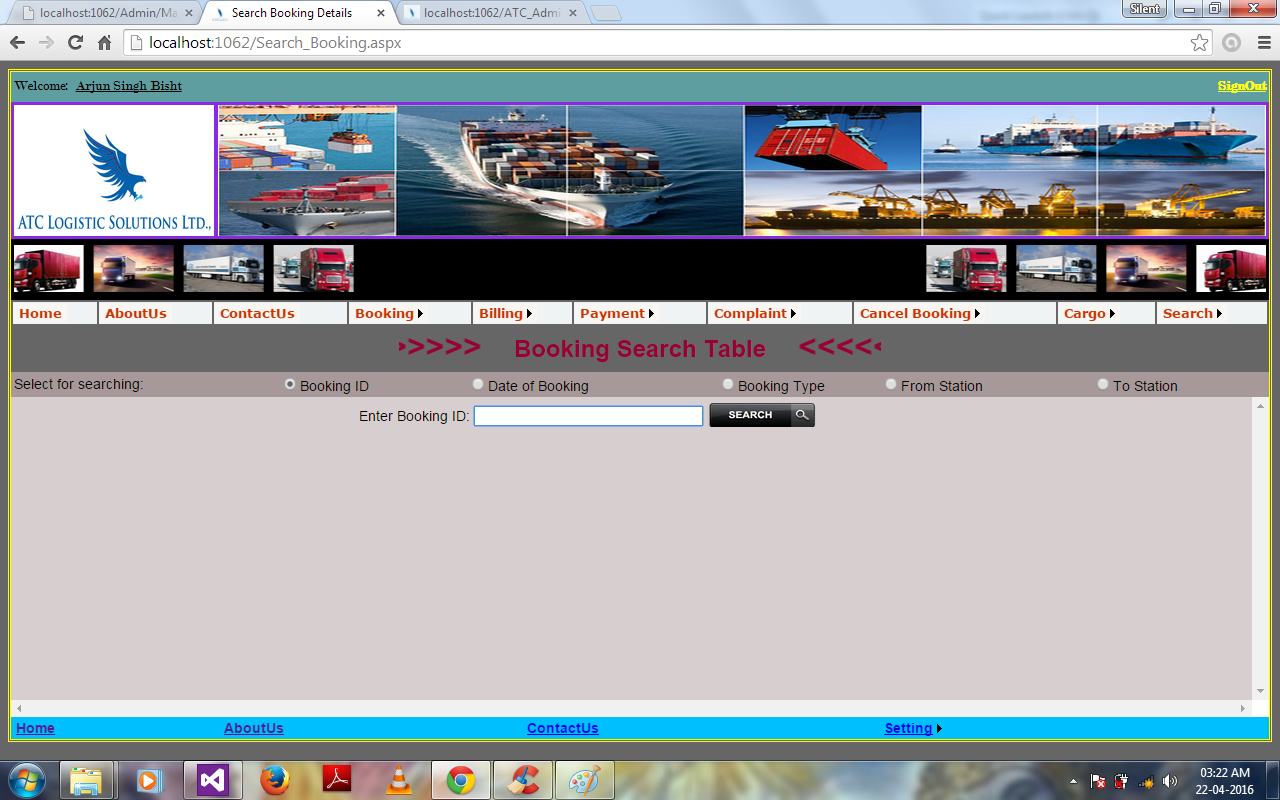 localhost:1062/Admin/Ma
Search Booking Details
localhost:1062/ATC_Admi
Silent
localhost:1062/Search_Booking.aspx
Welcome: Arjun Singh Bisht
SignOut
ATC LOGISTIC SOLUTIONS LTD.,
Home AboutUs ContactUs Booking Billing Payment Complaint Cancel Booking Cargo Search
>>>>> Booking Search Table <<<<<
Select for searching: Booking ID Date of Booking Booking Type From Station To Station
Enter Booking ID: SEARCH
Home AboutUs ContactUs Setting
03:22 AM
22-04-2016